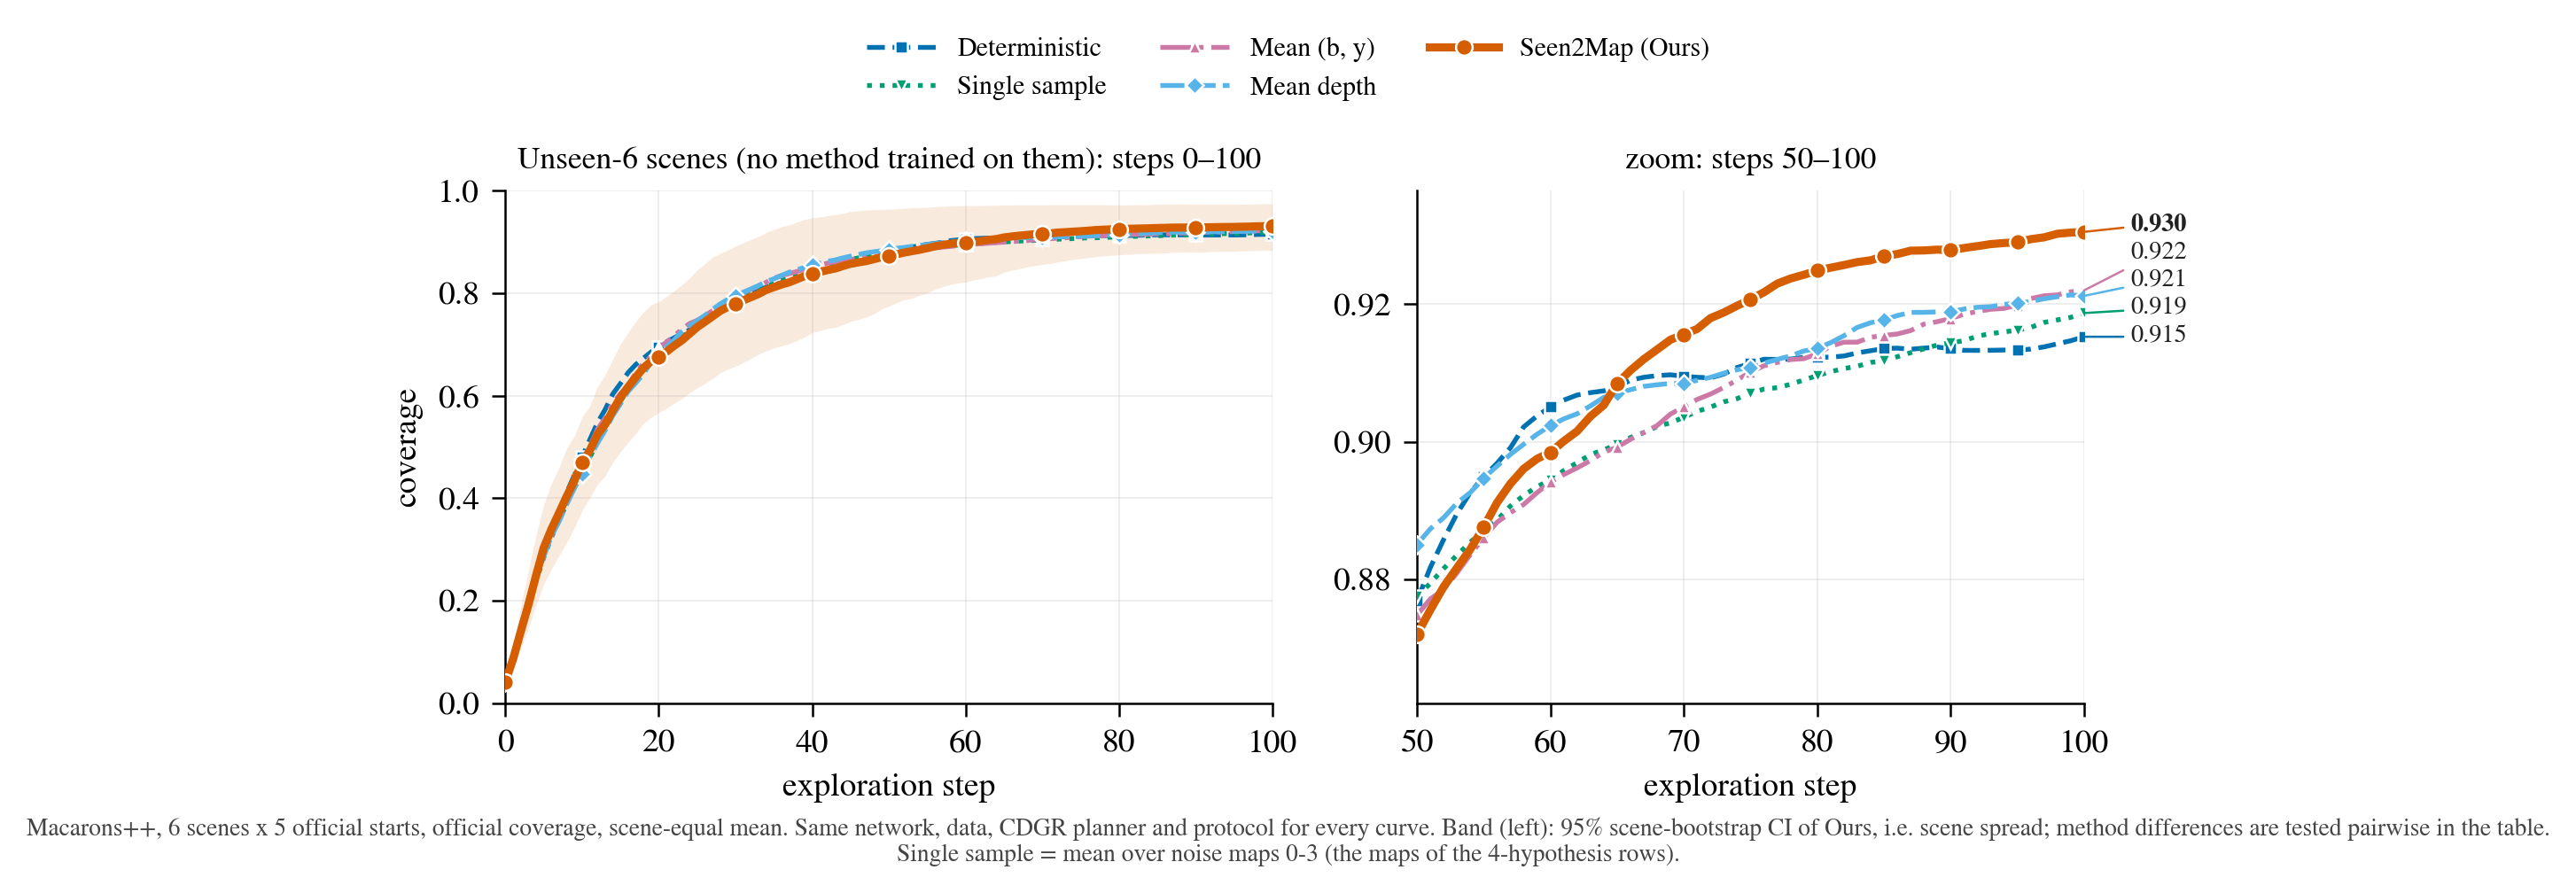 Deterministic
Single sample
Mean (b, y)
Mean depth
Seen2Map (Ours)
Unseen-6 scenes (no method trained on them): steps 0–100
1.0
0.8
0.6
0.4
0.2
0.0
coverage
0 20 40 60 80 100
exploration step
zoom: steps 50–100
0.92
0.90
0.88
0.930
0.922
0.921
0.919
0.915
50 60 70 80 90 100
exploration step
Macarons++, 6 scenes x 5 official starts, official coverage, scene-equal mean. Same network, data, CDGR planner and protocol for every curve. Band (left): 95% scene-bootstrap CI of Ours, i.e. scene spread; method differences are tested pairwise in the table.
Single sample = mean over noise maps 0-3 (the maps of the 4-hypothesis rows).